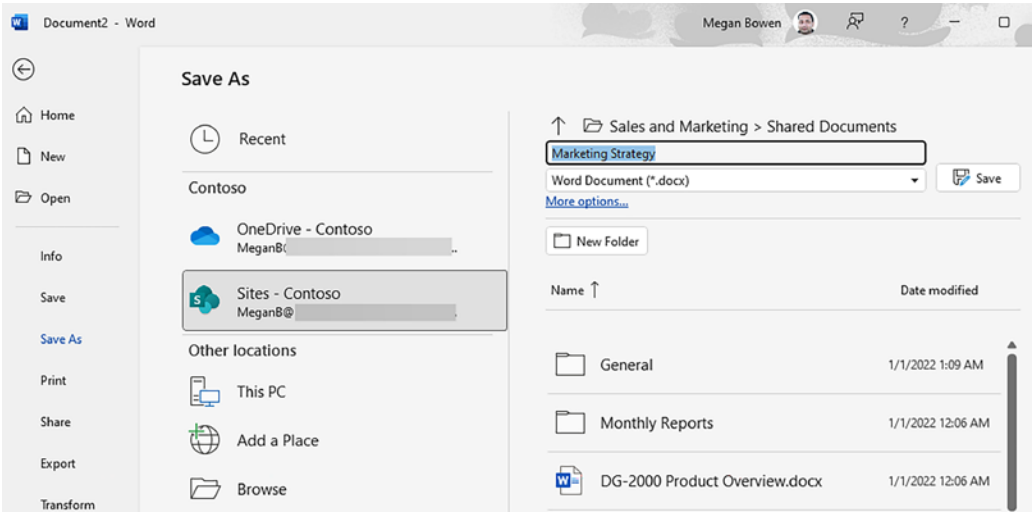 Document2 - Word
Megan Bowen
?
Save As
Home
New
Open
Info
Save
Save As
Print
Share
Export
Transform
Recent
Contoso
OneDrive - Contoso
MeganB
..
Sites - Contoso
S
MeganB@
.
Other locations
This PC
Add a Place
Browse
Sales and Marketing > Shared Documents
Marketing Strategy
Word Document (*.docx)
Save
More options...
New Folder
Name ↑ Date modified
General 1/1/2022 1:09 AM
Monthly Reports 1/1/2022 12:06 AM
DG-2000 Product Overview.docx 1/1/2022 12:06 AM